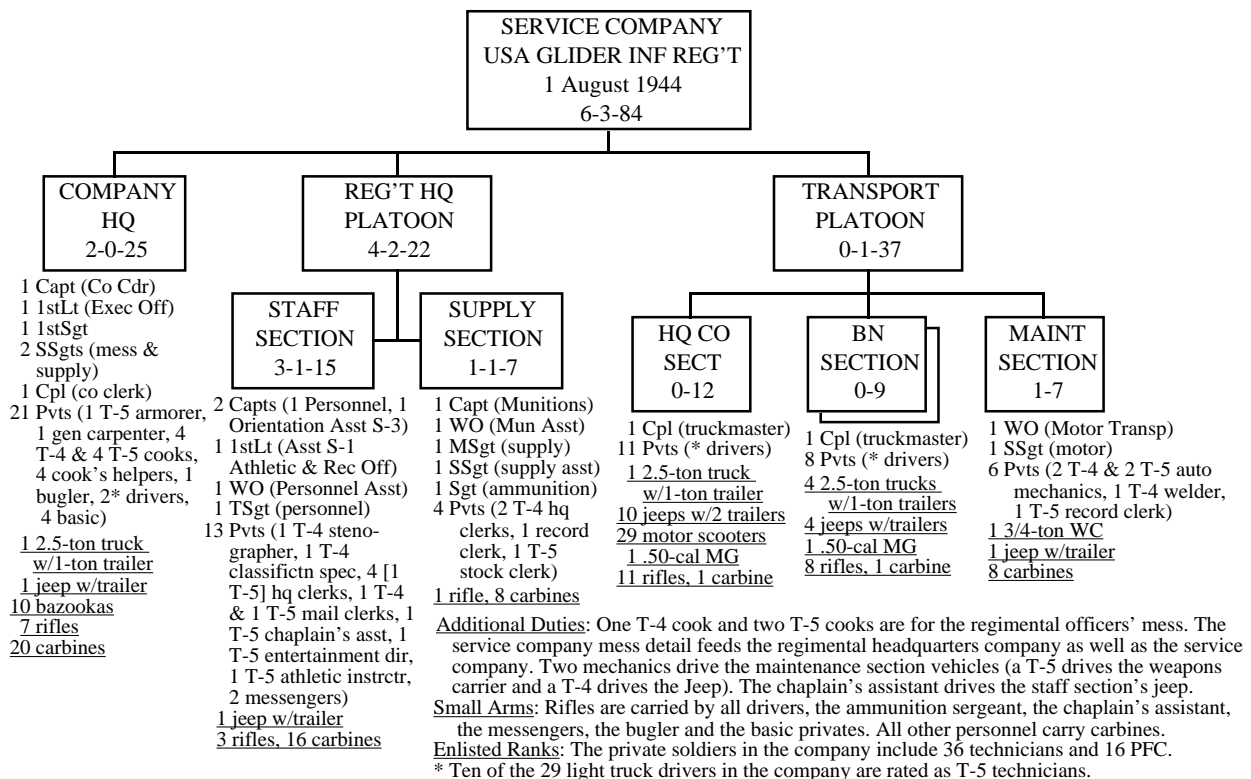 SERVICE COMPANY
USA GLIDER INF REG'T
1 August 1944
6-3-84
COMPANY
HQ
2-0-25
1 Capt (Co Cdr)
1 1stLt (Exec Off)
1 1stSgt
2 SSgts (mess &
supply)
1 Cpl (co clerk)
21 Pvts (1 T-5 armorer,
1 gen carpenter, 4
T-4 & 4 T-5 cooks,
4 cook's helpers, 1
bugler, 2* drivers,
4 basic)
1 2.5-ton truck
w/1-ton trailer
1 jeep w/trailer
10 bazookas
7 rifles
20 carbines
REG'T HQ
PLATOON
4-2-22
STAFF
SECTION
3-1-15
2 Capts (1 Personnel, 1
Orientation Asst S-3)
1 1stLt (Asst S-1
Athletic & Rec Off)
1 WO (Personnel Asst)
1 TSgt (personnel)
13 Pvts (1 T-4 steno-
grapher, 1 T-4
classifictn spec, 4 [1
T-5] hq clerks, 1 T-4
& 1 T-5 mail clerks, 1
T-5 chaplain's asst, 1
T-5 entertainment dir,
1 T-5 athletic instrctr,
2 messengers)
1 jeep w/trailer
3 rifles, 16 carbines
SUPPLY
SECTION
1-1-7
1 Capt (Munitions)
1 WO (Mun Asst)
1 MSgt (supply)
1 SSgt (supply asst)
1 Sgt (ammunition)
4 Pvts (2 T-4 hq
clerks, 1 record
clerk, 1 T-5
stock clerk)
1 rifle, 8 carbines
TRANSPORT
PLATOON
0-1-37
HQ CO
SECT
0-12
1 Cpl (truckmaster)
11 Pvts (* drivers)
1 2.5-ton truck
w/1-ton trailer
10 jeeps w/2 trailers
29 motor scooters
1 .50-cal MG
11 rifles, 1 carbine
BN
SECTION
0-9
1 Cpl (truckmaster)
8 Pvts (* drivers)
4 2.5-ton trucks
w/1-ton trailers
4 jeeps w/trailers
1 .50-cal MG
8 rifles, 1 carbine
MAINT
SECTION
1-7
1 WO (Motor Transp)
1 SSgt (motor)
6 Pvts (2 T-4 & 2 T-5 auto
mechanics, 1 T-4 welder,
1 T-5 record clerk)
1 3/4-ton WC
1 jeep w/trailer
8 carbines
Additional Duties: One T-4 cook and two T-5 cooks are for the regimental officers' mess. The
service company mess detail feeds the regimental headquarters company as well as the service
company. Two mechanics drive the maintenance section vehicles (a T-5 drives the weapons
carrier and a T-4 drives the Jeep). The chaplain's assistant drives the staff section's jeep.
Small Arms: Rifles are carried by all drivers, the ammunition sergeant, the chaplain's assistant,
the messengers, the bugler and the basic privates. All other personnel carry carbines.
Enlisted Ranks: The private soldiers in the company include 36 technicians and 16 PFC.
* Ten of the 29 light truck drivers in the company are rated as T-5 technicians.